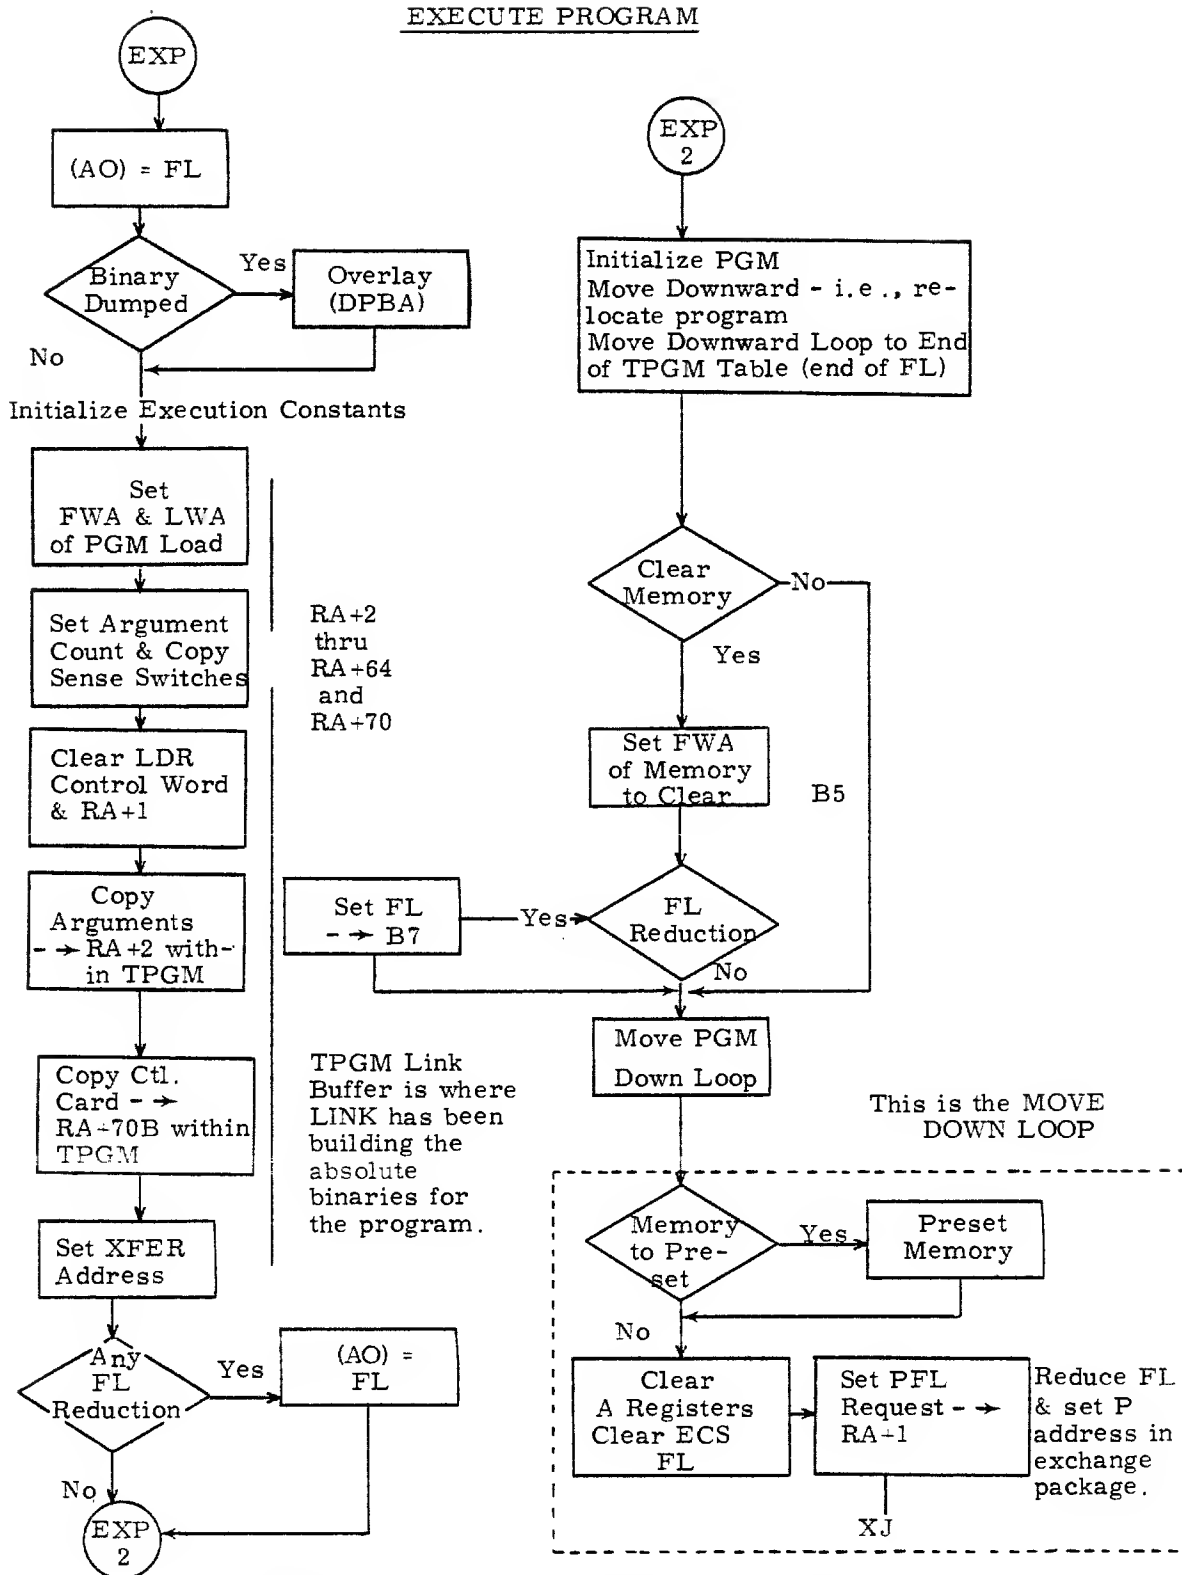 EXECUTE PROGRAM
EXP
(AO) = FL
Binary
Dumped
Yes
Overlay
(DPBA)
No
Initialize Execution Constants
Set
FWA & LWA
of PGM Load
Set Argument
Count & Copy
Sense Switches
Clear LDR
Control Word
& RA+1
Copy
Arguments
--→ RA+2 with-
in TPGM
Copy Ctl.
Card --→
RA+70B within
TPGM
Set XFER
Address
Any
FL
Reduction
Yes
(AO) =
FL
No
EXP
2
RA+2
thru
RA+64
and
RA+70
TPGM Link
Buffer is where
LINK has been
building the
absolute
binaries for
the program.
EXP
2
Initialize PGM
Move Downward - i.e., re-
locate program
Move Downward Loop to End
of TPGM Table (end of FL)
Clear
Memory
No
Yes
Set FWA
of Memory
to Clear
B5
FL
Reduction
Yes
Set FL
--→ B7
No
Move PGM
Down Loop
This is the MOVE
DOWN LOOP
Memory
to Pre-
set
Yes
Preset
Memory
No
Clear
A Registers
Clear ECS
FL
Set PFL
Request --→
RA+1
Reduce FL
& set P
address in
exchange
package.
XJ